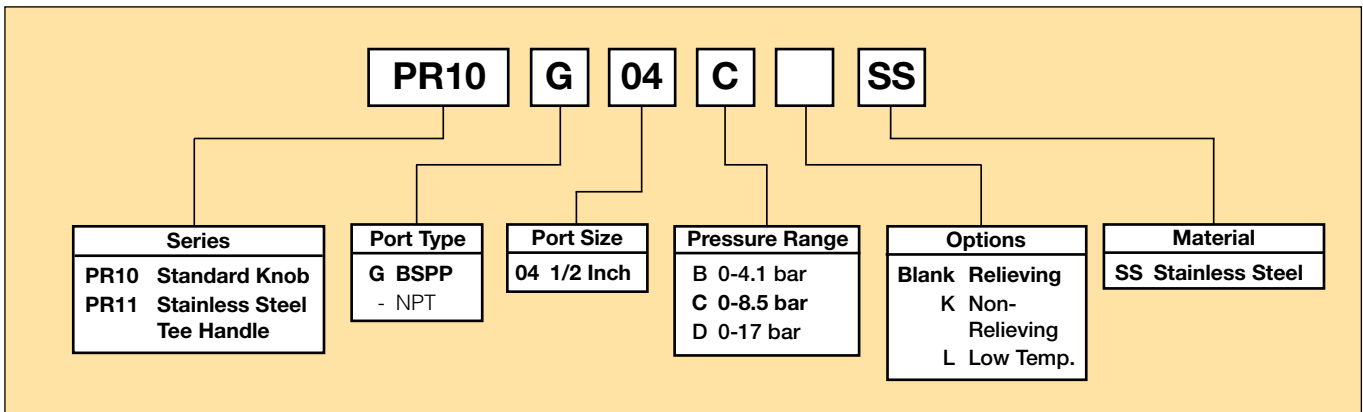 PR10 G 04 C SS
Series
PR10 Standard Knob
PR11 Stainless Steel
Tee Handle
Port Type
G BSPP
- NPT
Port Size
04 1/2 Inch
Pressure Range
B 0-4.1 bar
C 0-8.5 bar
D 0-17 bar
Options
Blank Relieving
K Non-
Relieving
L Low Temp.
Material
SS Stainless Steel